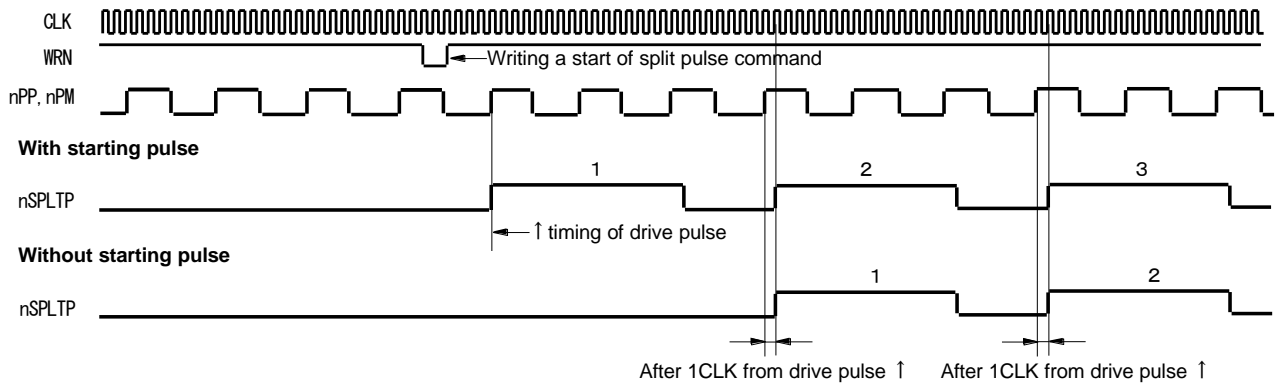 CLK
WRN
Writing a start of split pulse command
nPP, nPM
With starting pulse
1 2 3
nSPLTP
↑ timing of drive pulse
Without starting pulse
1 2
nSPLTP
After 1CLK from drive pulse ↑ After 1CLK from drive pulse ↑